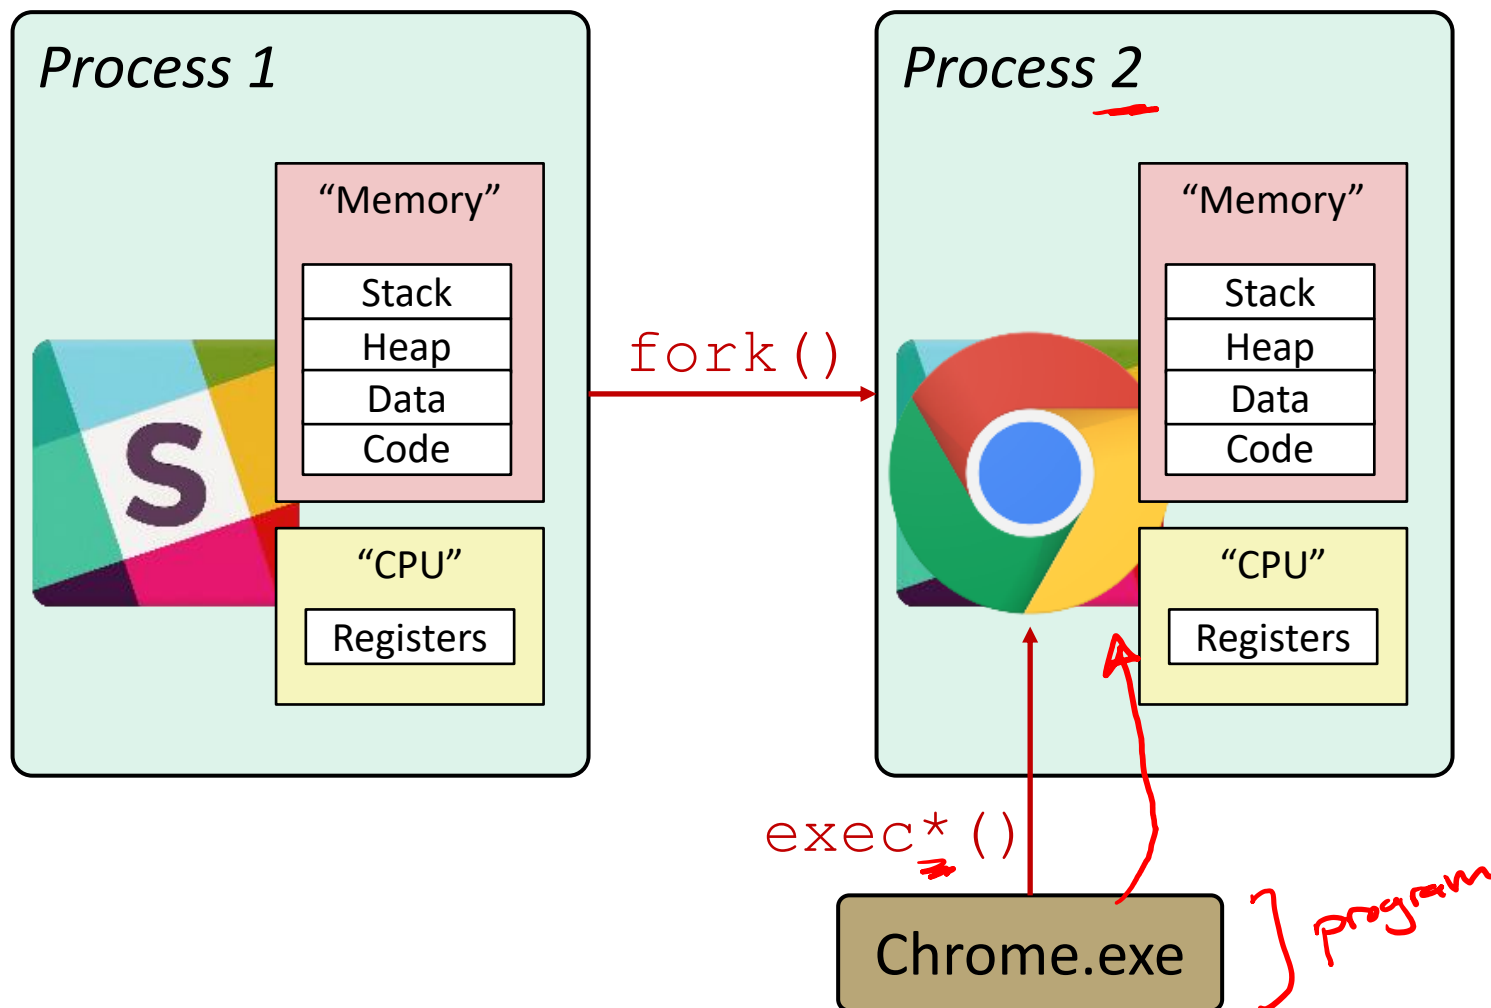 Process 1
“Memory”
Stack
Heap
Data
Code
S
“CPU”
Registers
fork()
Process 2
“Memory”
Stack
Heap
Data
Code
“CPU”
Registers
exec*()
Chrome.exe
program